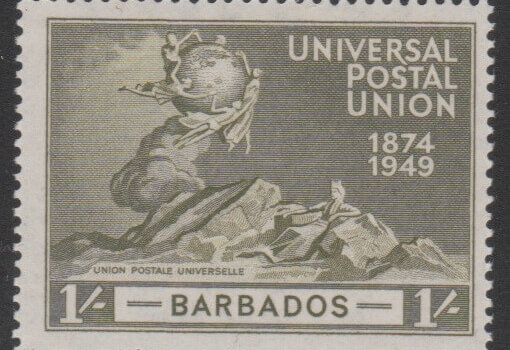 UNIVERSAL
POSTAL
UNION
1874
1949
UNION POSTALE UNIVERSELLE
1/- BARBADOS 1/-